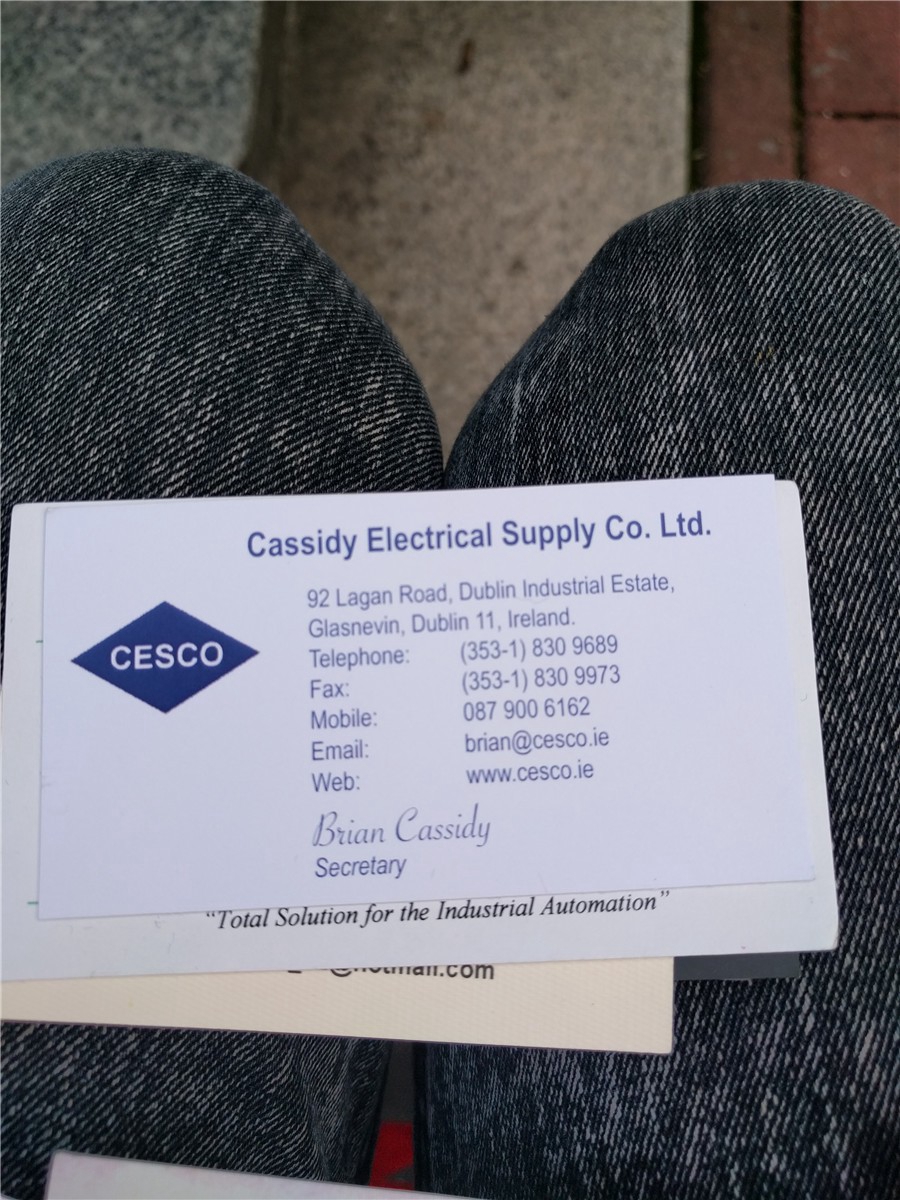 Cassidy Electrical Supply Co. Ltd.
92 Lagan Road, Dublin Industrial Estate,
Glasnevin, Dublin 11, Ireland.
CESCO
Telephone: (353-1) 830 9689
Fax: (353-1) 830 9973
Mobile: 087 900 6162
Email: brian@cesco.ie
Web: www.cesco.ie
Brian Cassidy
Secretary
“Total Solution for the Industrial Automation”
@hotmail.com